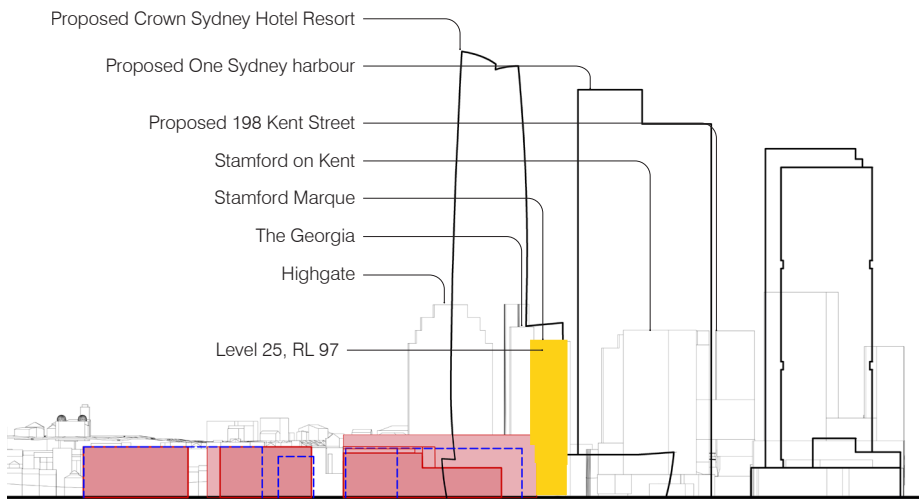 Proposed Crown Sydney Hotel Resort
Proposed One Sydney harbour
Proposed 198 Kent Street
Stamford on Kent
Stamford Marque
The Georgia
Highgate
Level 25, RL 97